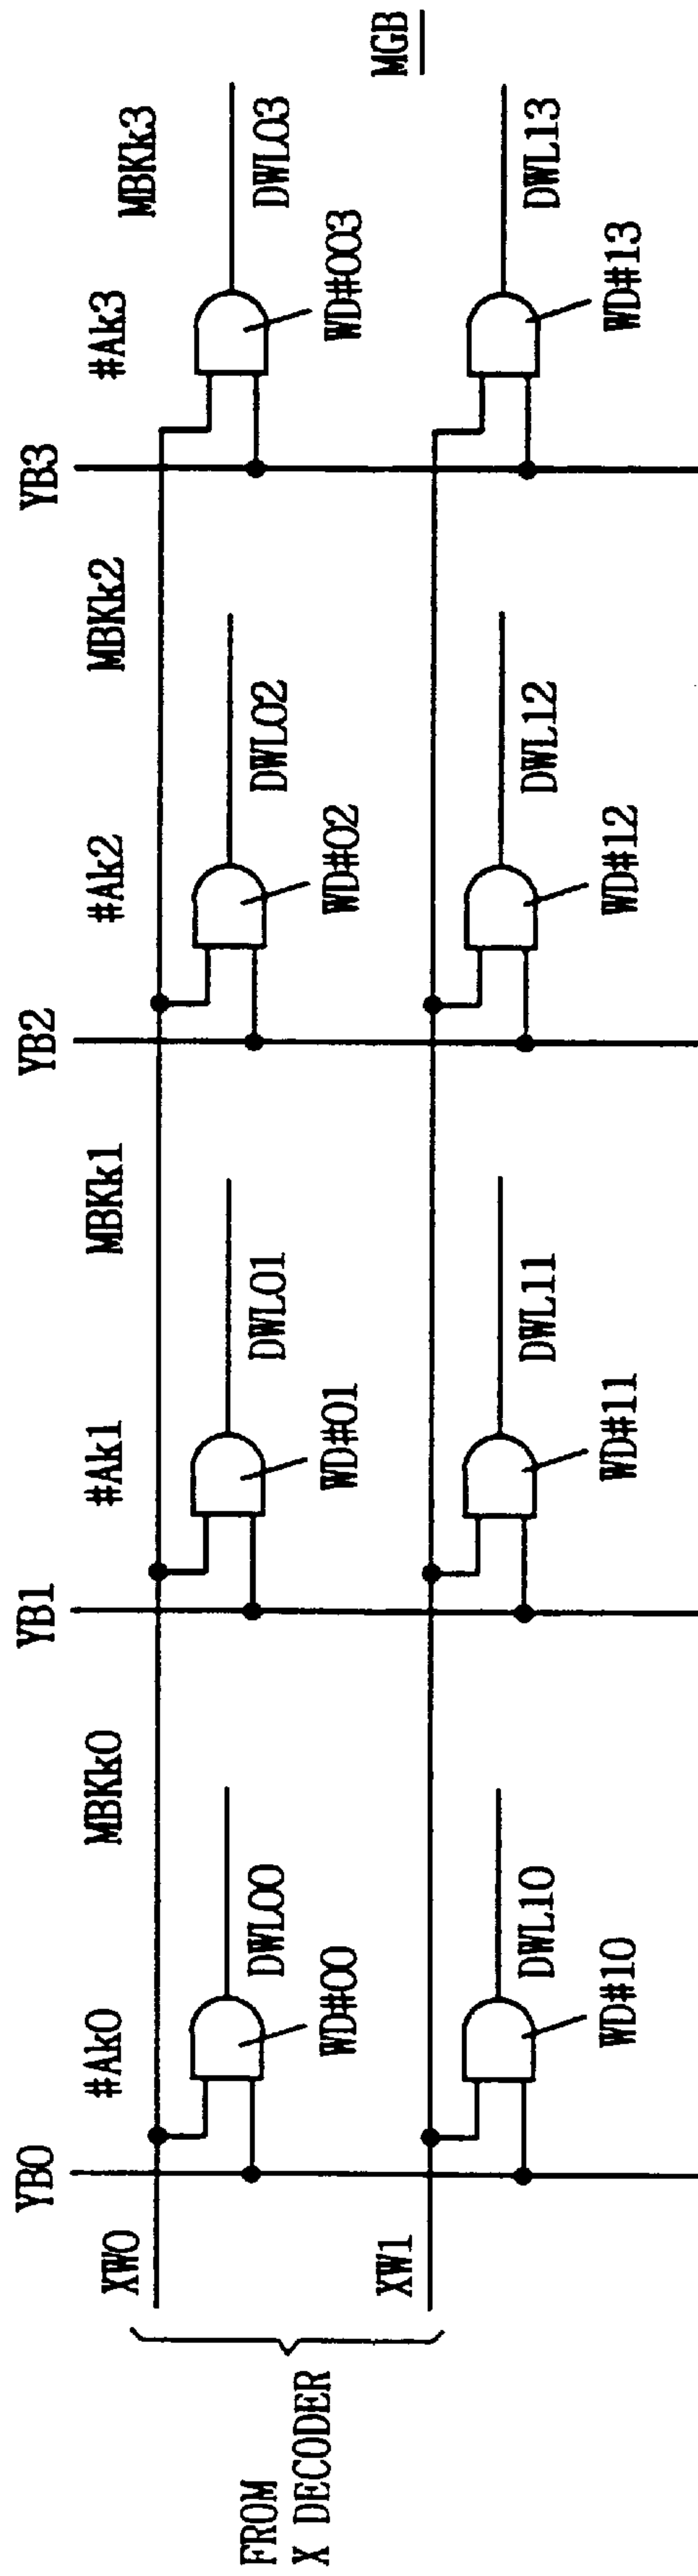 YB0
YB1
YB2
YB3
#Ak0
MBKk0
#Ak1
MBKk1
#Ak2
MBKk2
#Ak3
MBKk3
XW0
DWL00
DWL01
DWL02
DWL03
WD#00
WD#01
WD#02
WD#003
MGB
XW1
DWL10
DWL11
DWL12
DWL13
WD#10
WD#11
WD#12
WD#13
FROM
X DECODER